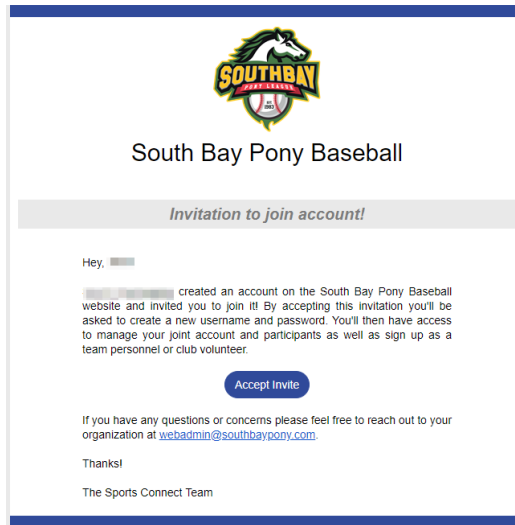 SOUTHBAY
PONY LEAGUE
South Bay Pony Baseball
Invitation to join account!
Hey,
created an account on the South Bay Pony Baseball
website and invited you to join it! By accepting this invitation you'll be
asked to create a new username and password. You'll then have access
to manage your joint account and participants as well as sign up as a
team personnel or club volunteer.
Accept Invite
If you have any questions or concerns please feel free to reach out to your
organization at webadmin@southbaypony.com.
Thanks!
The Sports Connect Team